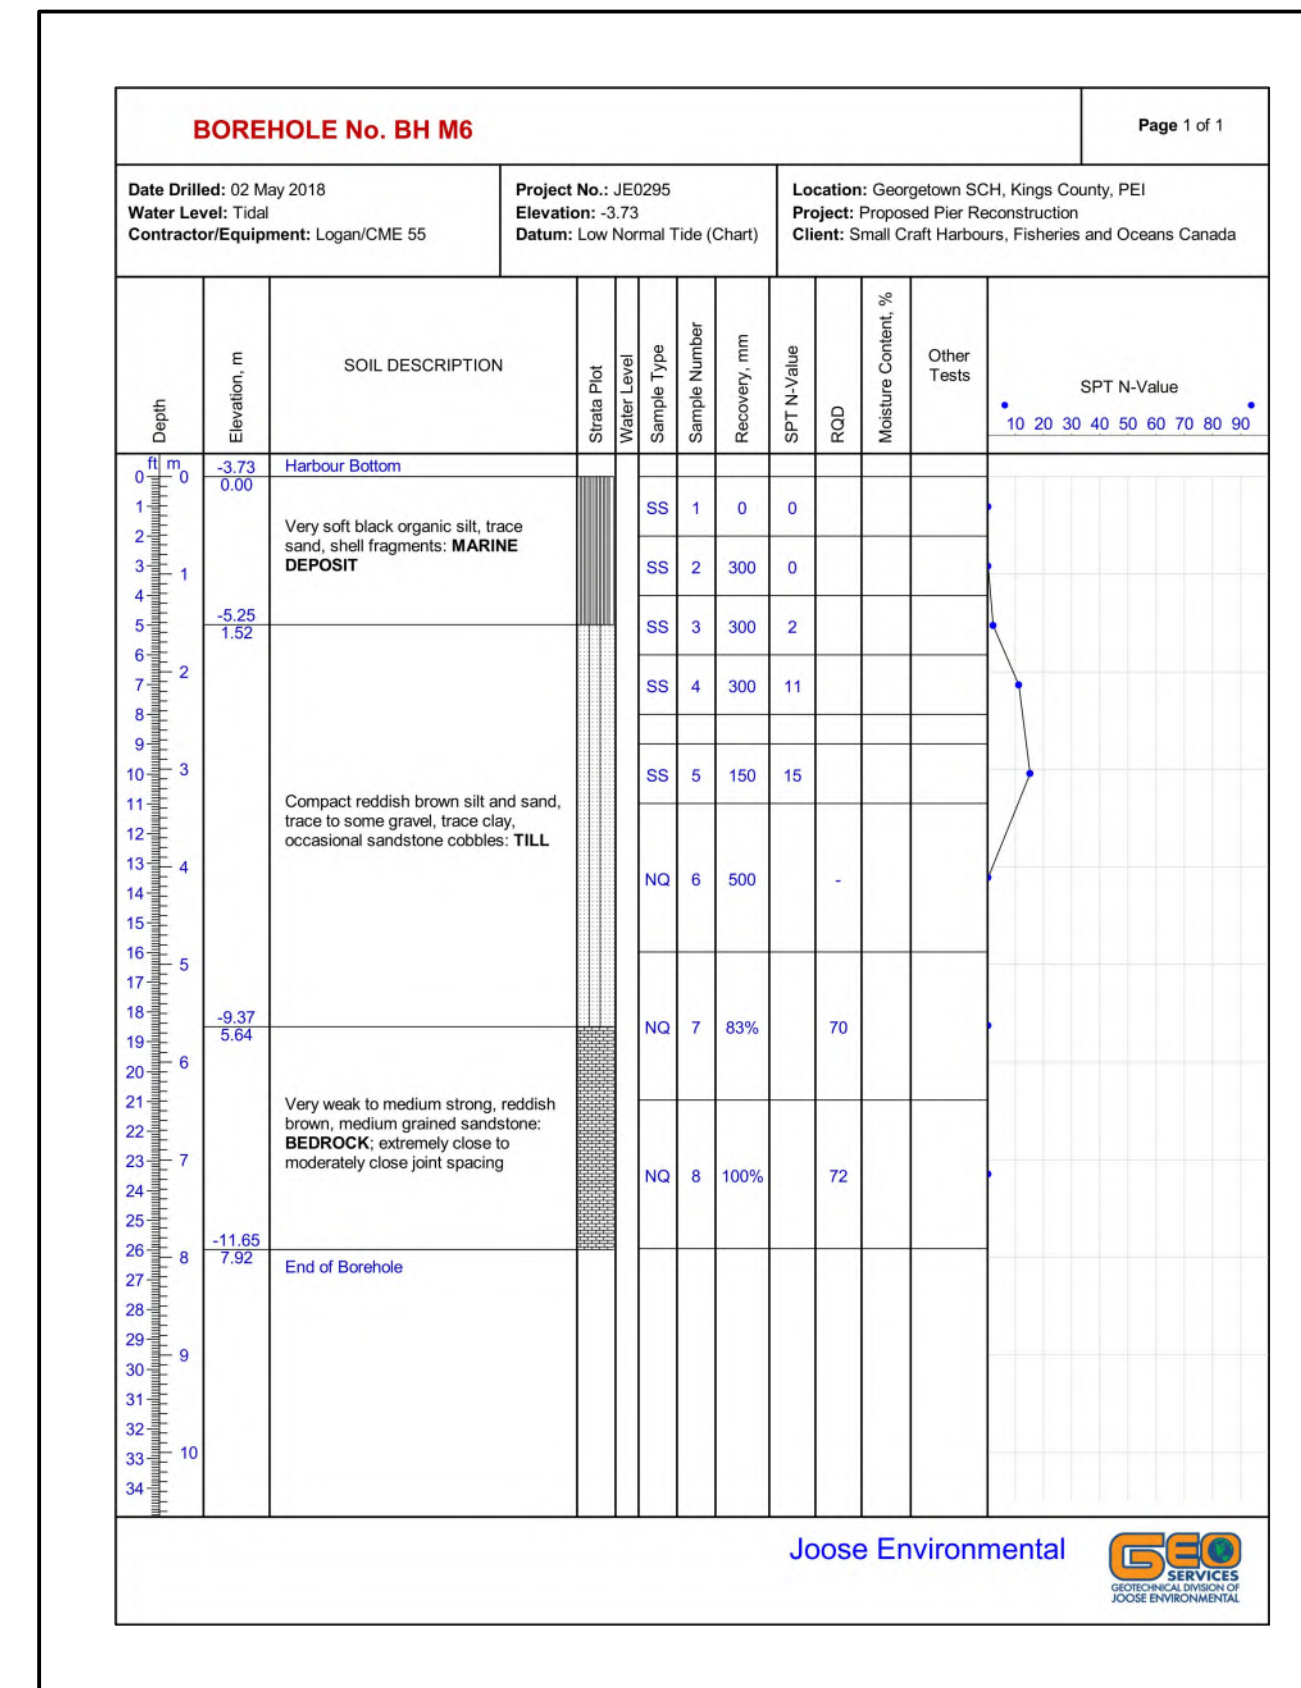 BOREHOLE No. BH M6
Page 1 of 1
Date Drilled: 02 May 2018
Water Level: Tidal
Contractor/Equipment: Logan/CME 55
Project No.: JE0295
Elevation: -3.73
Datum: Low Normal Tide (Chart)
Location: Georgetown SCH, Kings County, PEI
Project: Proposed Pier Reconstruction
Client: Small Craft Harbours, Fisheries and Oceans Canada
Depth
Elevation, m
SOIL DESCRIPTION
Strata Plot
Water Level
Sample Type
Sample Number
Recovery, mm
SPT N-Value
RQD
Moisture Content, %
Other
Tests
SPT N-Value
10 20 30 40 50 60 70 80 90
ft m
0 0
1
2
3
1
4
5
6
2
7
8
9
10 3
11
12
13
4
14
15
16
5
17
18
19
6
20
21
22
23 7
24
25
26
8
27
28
29
9
30
31
32
33 10
34
-3.73
0.00
Harbour Bottom
Very soft black organic silt, trace
sand, shell fragments: MARINE
DEPOSIT
-5.25
1.52
Compact reddish brown silt and sand,
trace to some gravel, trace clay,
occasional sandstone cobbles: TILL
-9.37
5.64
Very weak to medium strong, reddish
brown, medium grained sandstone:
BEDROCK; extremely close to
moderately close joint spacing
-11.65
7.92
End of Borehole
SS 1 0 0
SS 2 300 0
SS 3 300 2
SS 4 300 11
SS 5 150 15
NQ 6 500 -
NQ 7 83% 70
NQ 8 100% 72
Joose Environmental
GEO
SERVICES
GEOTECHNICAL DIVISION OF
JOOSE ENVIRONMENTAL